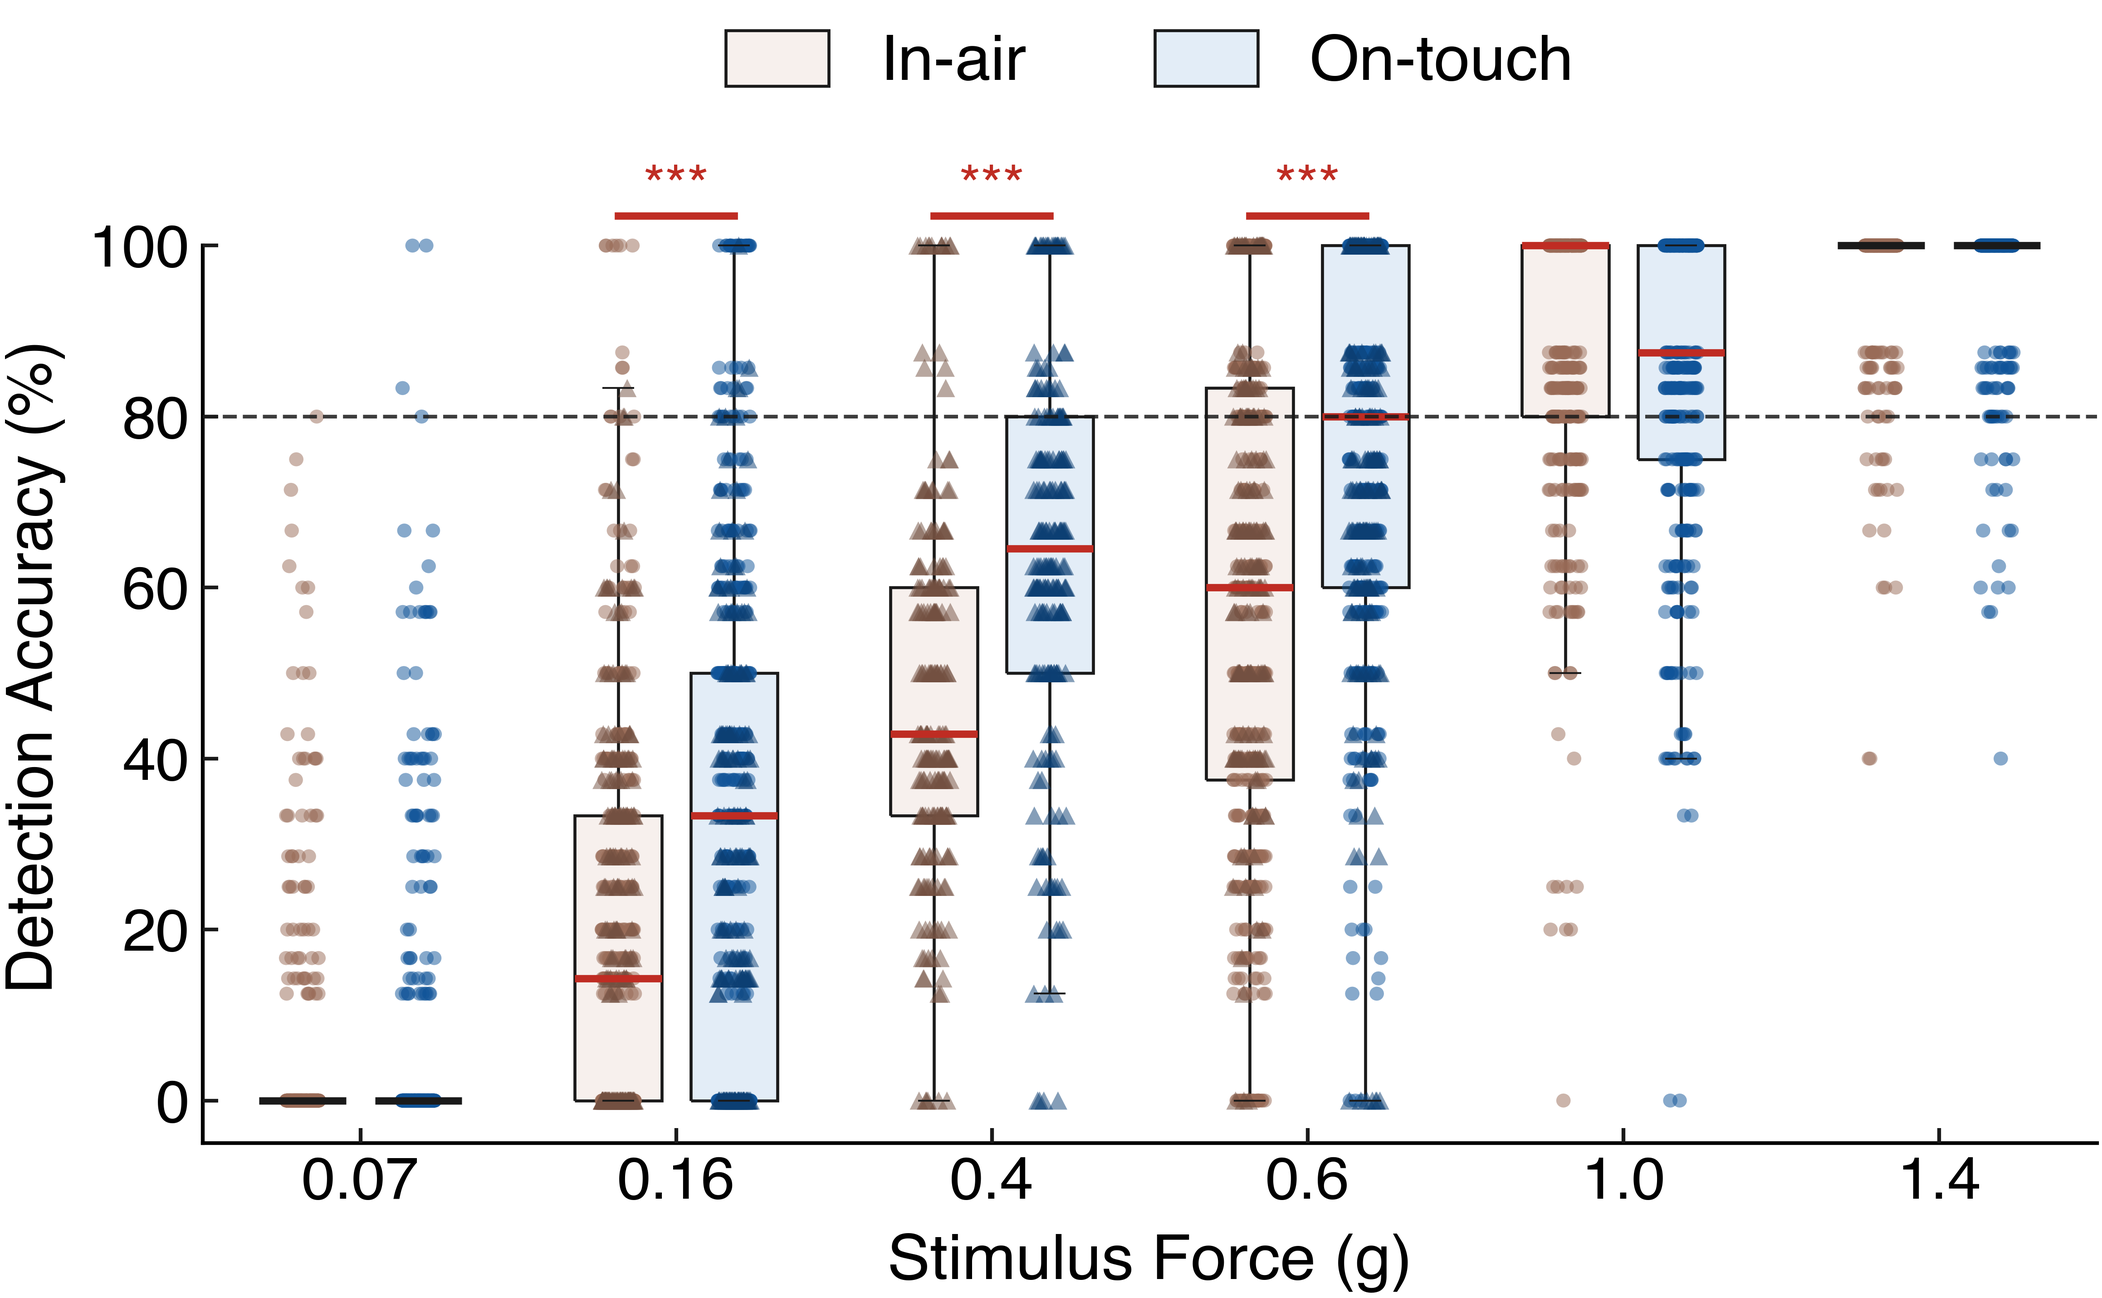 In-air On-touch
*** *** ***
100
80
60
40
20
0
Detection Accuracy (%)
0.07 0.16 0.4 0.6 1.0 1.4
Stimulus Force (g)